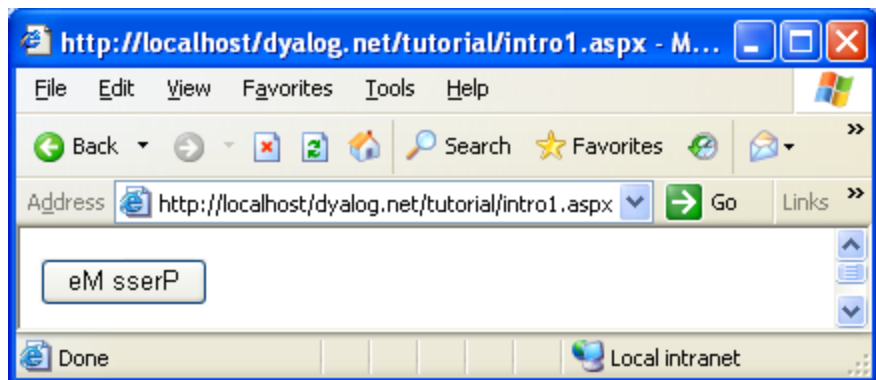 http://localhost/dyalog.net/tutorial/intro1.aspx - M...
File Edit View Favorites Tools Help
Back Search Favorites »
Address http://localhost/dyalog.net/tutorial/intro1.aspx Go Links »
eM sserP
Done Local intranet